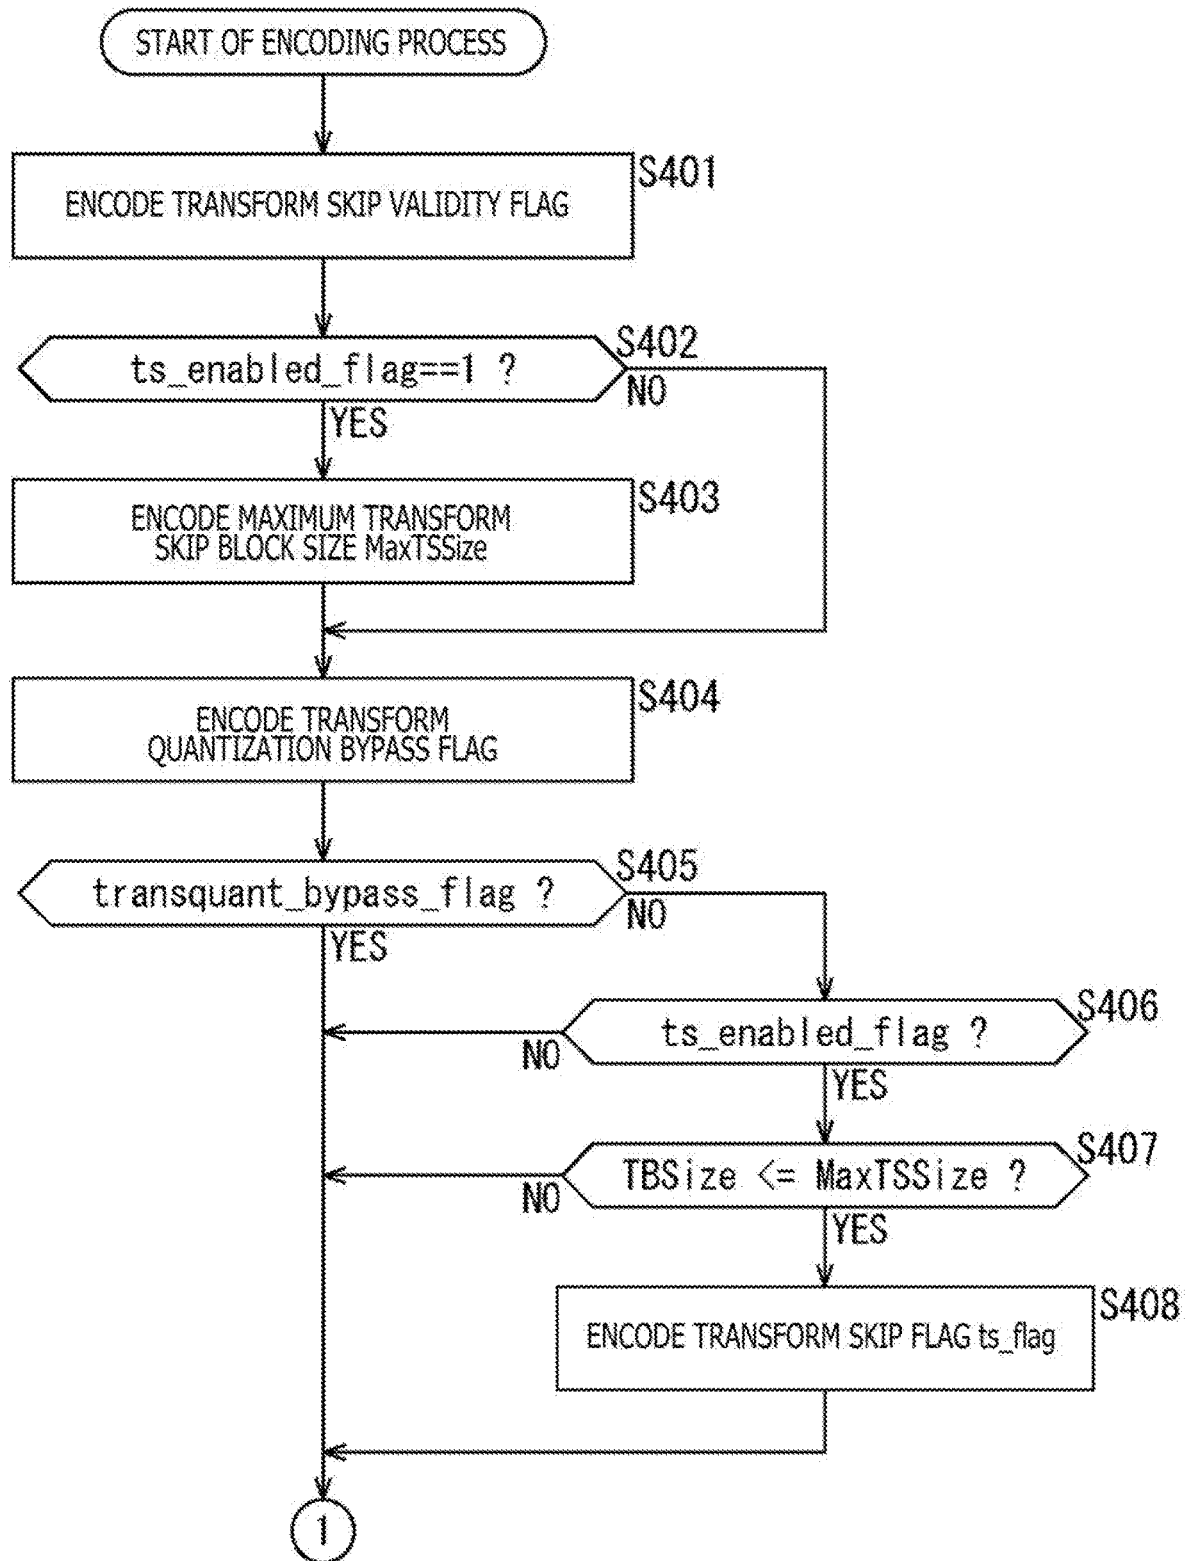 START OF ENCODING PROCESS
S401
ENCODE TRANSFORM SKIP VALIDITY FLAG
S402
ts_enabled_flag==1 ?
NO
YES
S403
ENCODE MAXIMUM TRANSFORM
SKIP BLOCK SIZE MaxTSSize
S404
ENCODE TRANSFORM
QUANTIZATION BYPASS FLAG
S405
transquant_bypass_flag ?
NO
YES
S406
ts_enabled_flag ?
NO
YES
S407
TBSize <= MaxTSSize ?
NO
YES
S408
ENCODE TRANSFORM SKIP FLAG ts_flag
1